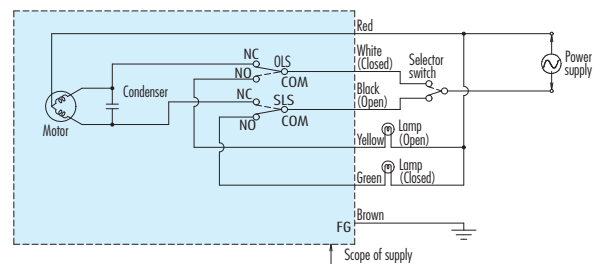 Red
White
(Closed)
NC
OLS
NO
COM
Condenser
Selector
switch
Power
supply
Black
(Open)
NC
SLS
NO
COM
Motor
Lamp
(Open)
Yellow
Lamp
(Closed)
Green
Brown
FG
Scope of supply